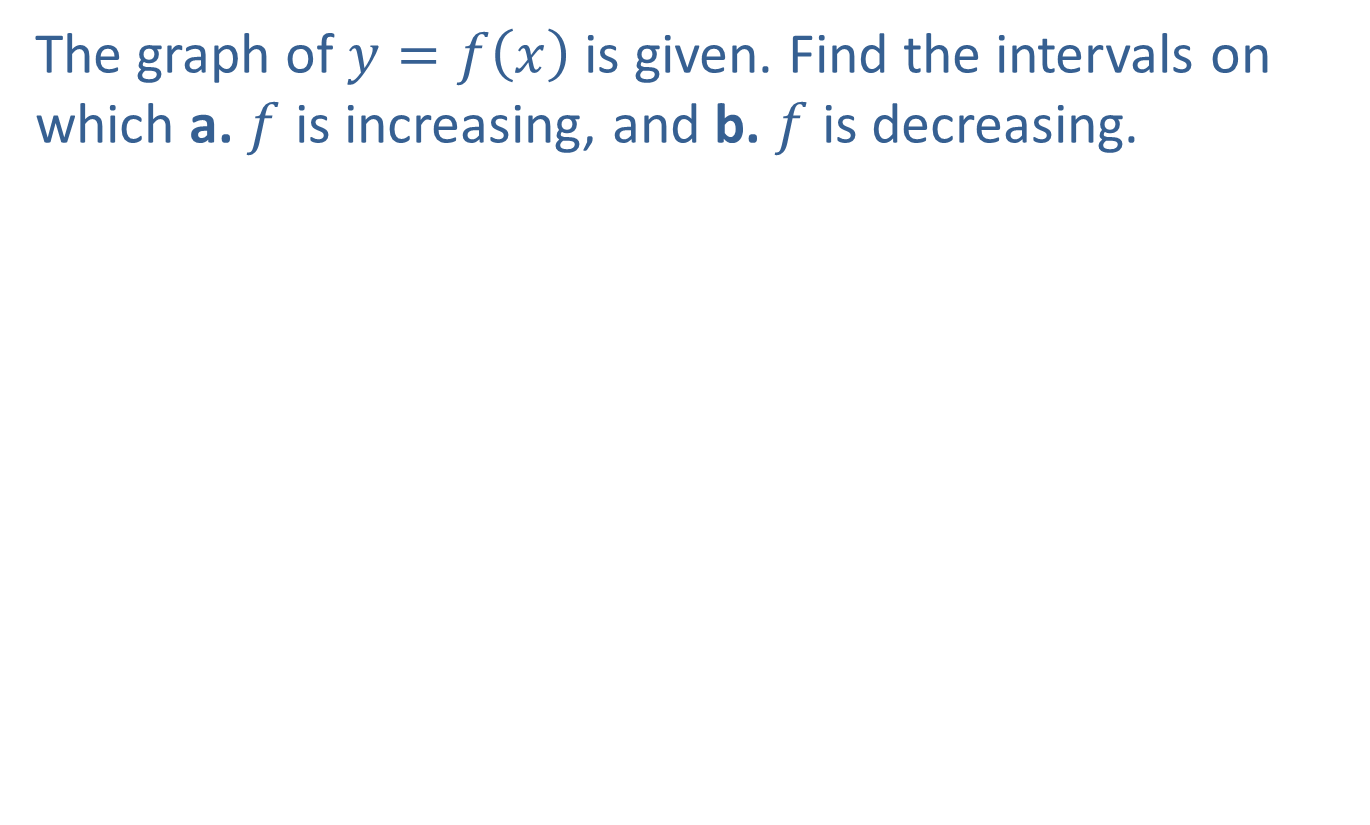 The graph of y = f(x) is given. Find the intervals on
which a. f is increasing, and b. f is decreasing.